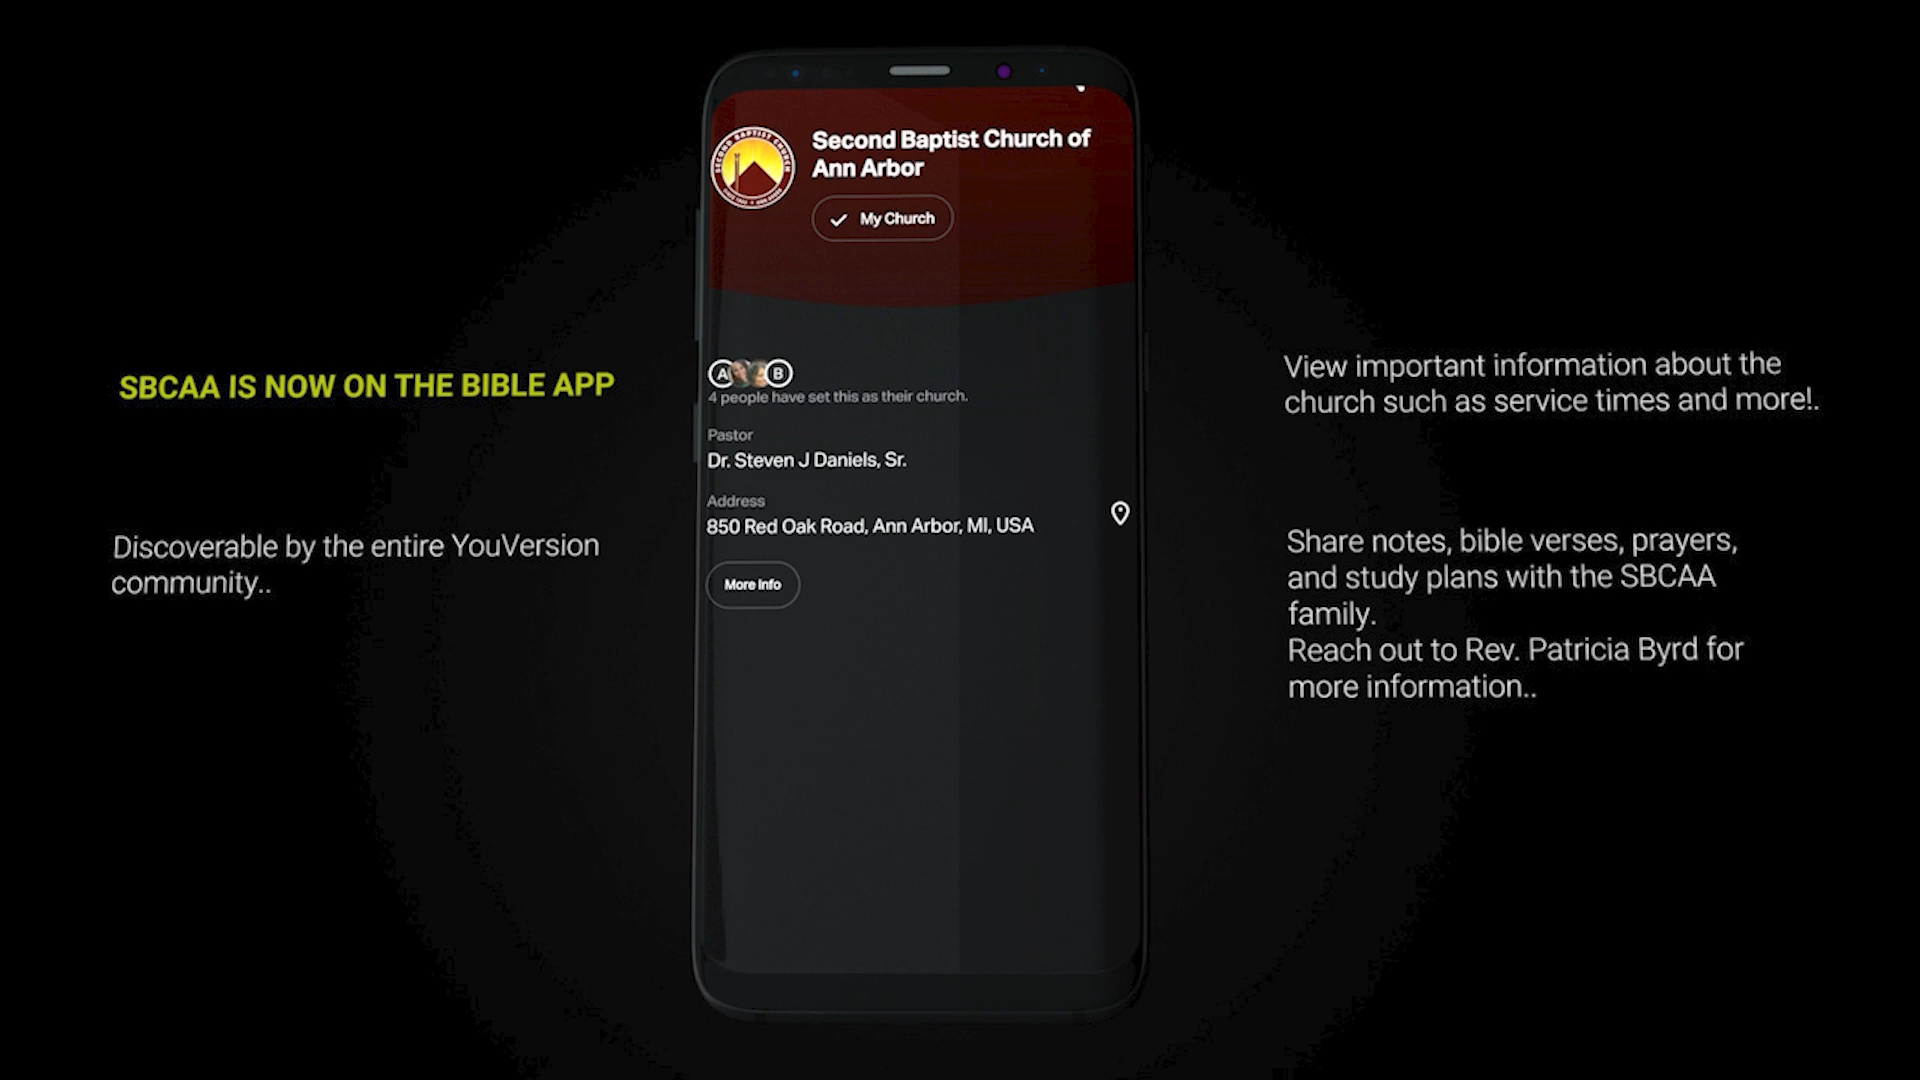 SBCAA IS NOW ON THE BIBLE APP
Discoverable by the entire YouVersion
community..
SECOND BAPTIST CHURCH
Second Baptist Church of
Ann Arbor
My Church
A
B
4 people have set this as their church.
Pastor
Dr. Steven J Daniels, Sr.
Address
850 Red Oak Road, Ann Arbor, MI, USA
More Info
View important information about the
church such as service times and more!.
Share notes, bible verses, prayers,
and study plans with the SBCAA
family.
Reach out to Rev. Patricia Byrd for
more information..